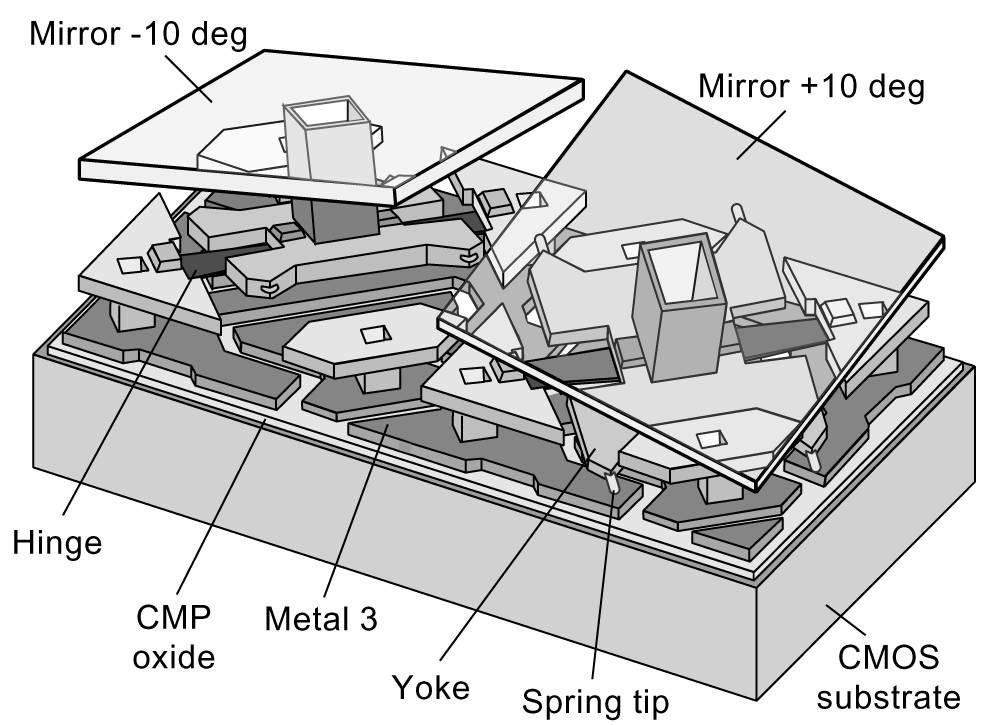 Mirror -10 deg
Mirror +10 deg
Hinge
CMP
oxide
Metal 3
Yoke
Spring tip
CMOS
substrate